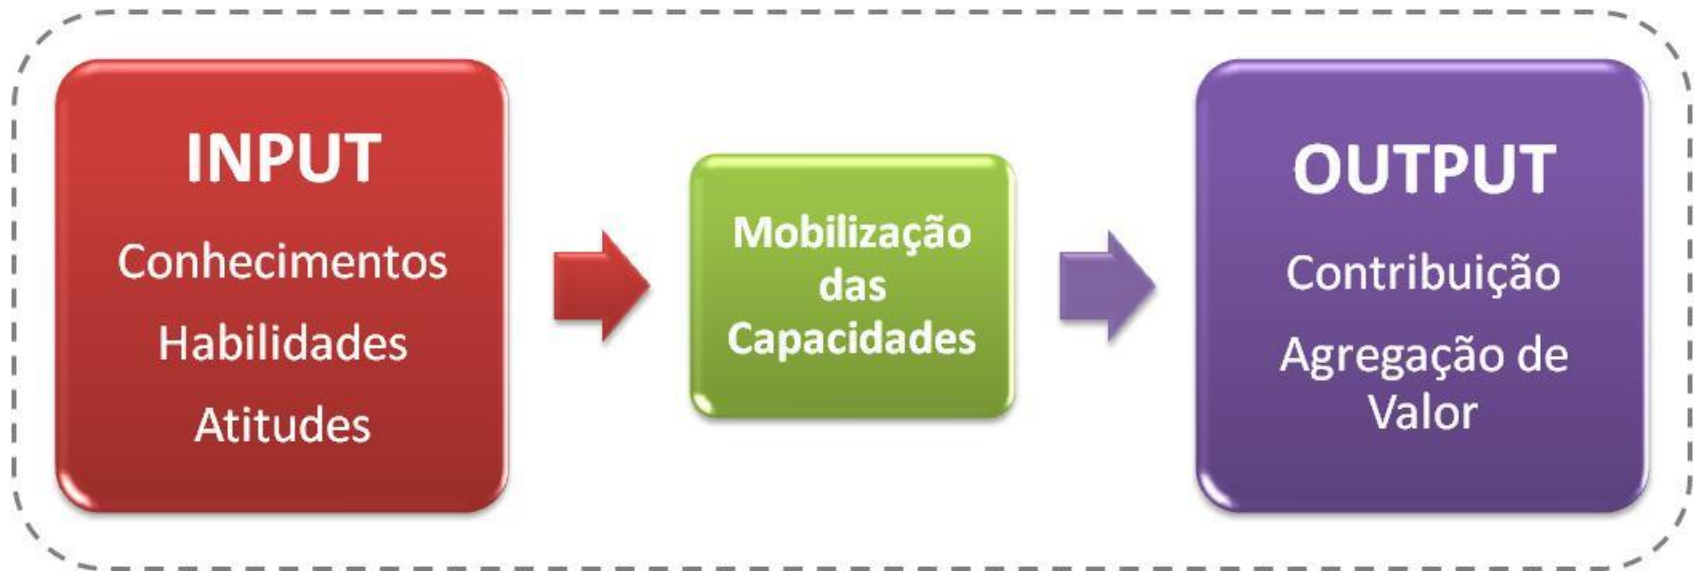 INPUT
Conhecimentos
Habilidades
Atitudes
Mobilização
das
Capacidades
OUTPUT
Contribuição
Agregação de
Valor